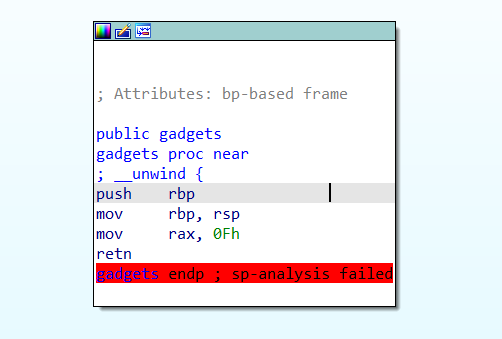 ; Attributes: bp-based frame
public gadgets
gadgets proc near
; __unwind {
push    rbp
mov     rbp, rsp
mov     rax, 0Fh
retn
gadgets endp ; sp-analysis failed